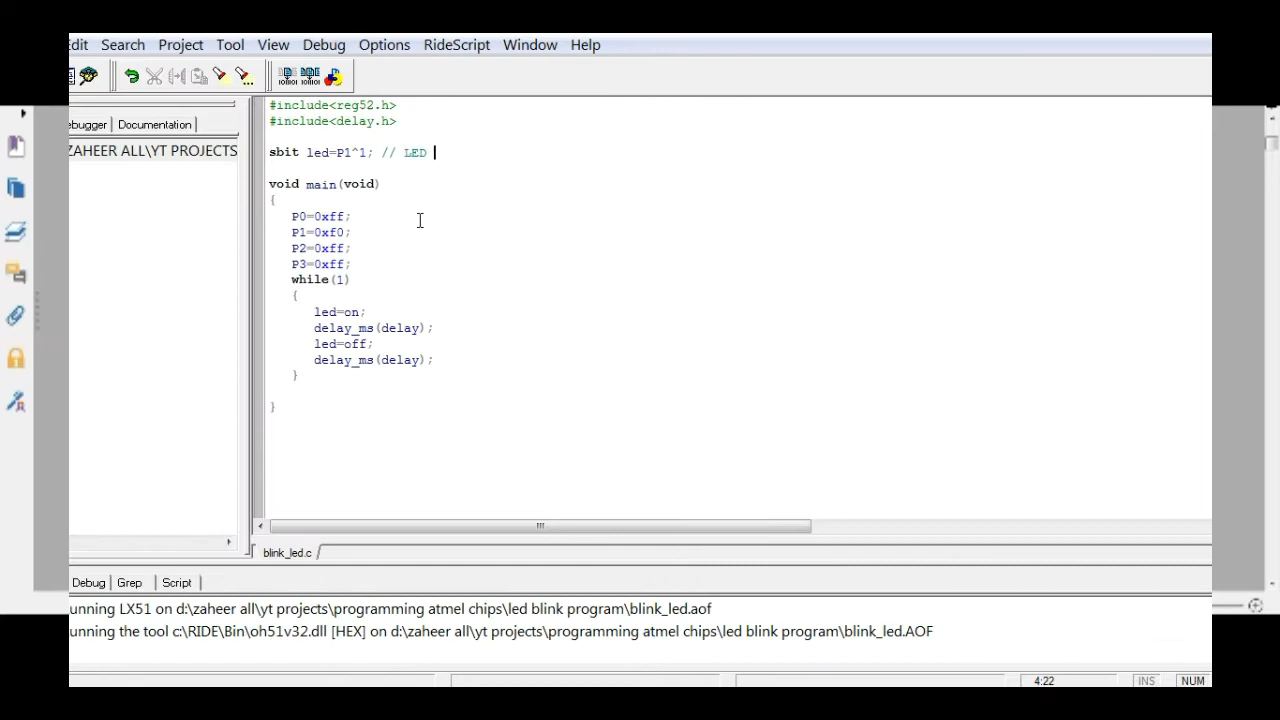 Edit Search Project Tool View Debug Options RideScript Window Help
Documentation
#include<reg52.h>
#include<delay.h>
sbit led=P1^1; // LED
void main(void)
{
P0=0xff;
P1=0xf0;
P2=0xff;
P3=0xff;
while(1)
{
led=on;
delay_ms(delay);
led=off;
delay_ms(delay);
}
}
ebugger
ZAHEER ALL\YT PROJECTS
blink_led.c
Debug Grep Script
unning LX51 on d:\zaheer all\yt projects\programming atmel chips\led blink program\blink_led.aof
unning the tool c:\RIDE\Bin\oh51v32.dll [HEX] on d:\zaheer all\yt projects\programming atmel chips\led blink program\blink_led.AOF
4:22 INS NUM